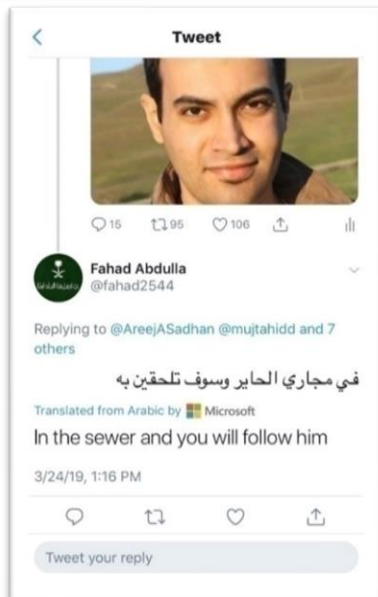 Tweet
15 95 106
Fahad Abdulla
@fahad2544
Replying to @AreejASadhan @mujtahidd and 7
others
في مجاري الحاير وسوف تلحقين به
Translated from Arabic by Microsoft
In the sewer and you will follow him
3/24/19, 1:16 PM
Tweet your reply